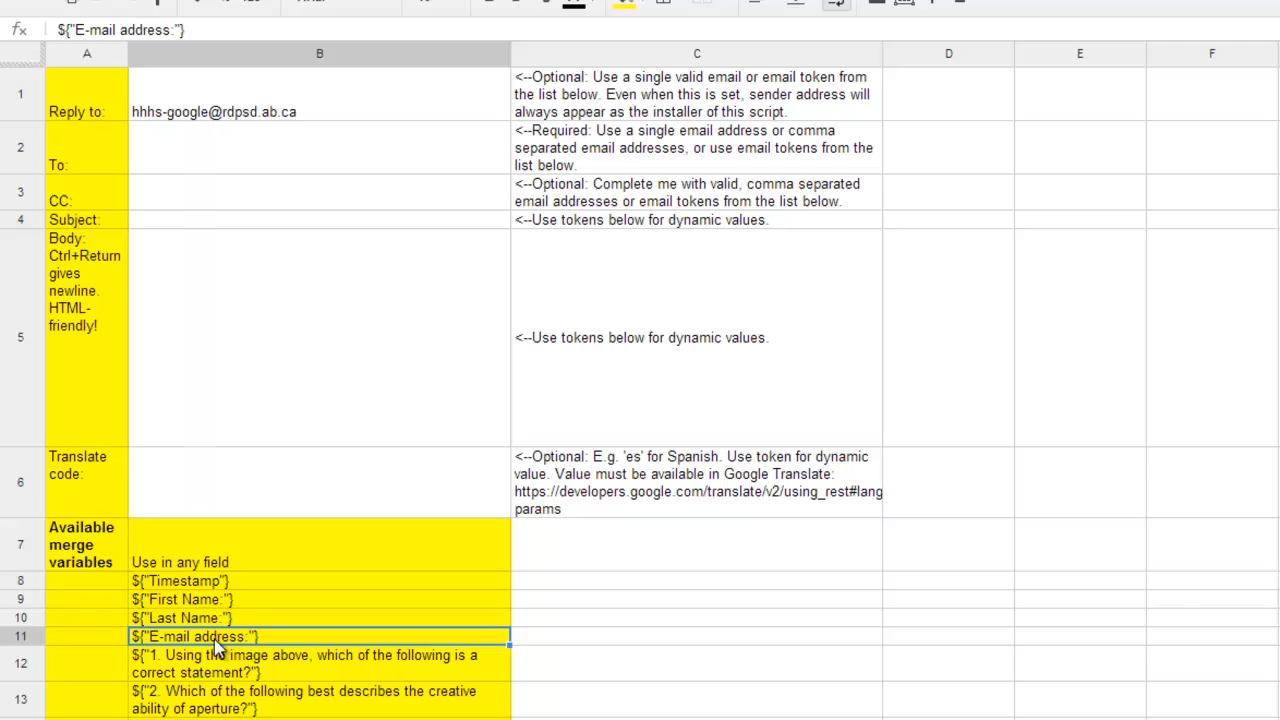 ${"E-mail address:"}
A B C D E F
1 Reply to: hhhs-google@rdpsd.ab.ca <--Optional: Use a single valid email or email token from
the list below. Even when this is set, sender address will
always appear as the installer of this script.
2 To: <--Required: Use a single email address or comma
separated email addresses, or use email tokens from the
list below.
3 CC: <--Optional: Complete me with valid, comma separated
email addresses or email tokens from the list below.
4 Subject: <--Use tokens below for dynamic values.
5 Body:
Ctrl+Return
gives
newline.
HTML-
friendly!
<--Use tokens below for dynamic values.
6 Translate
code:
<--Optional: E.g. 'es' for Spanish. Use token for dynamic
value. Value must be available in Google Translate:
https://developers.google.com/translate/v2/using_rest#lang
params
7 Available
merge
variables
Use in any field
8 ${"Timestamp"}
9 ${"First Name:"}
10 ${"Last Name:"}
11 ${"E-mail address:"}
12 ${"1. Using this image above, which of the following is a
correct statement?"}
13 ${"2. Which of the following best describes the creative
ability of aperture?"}